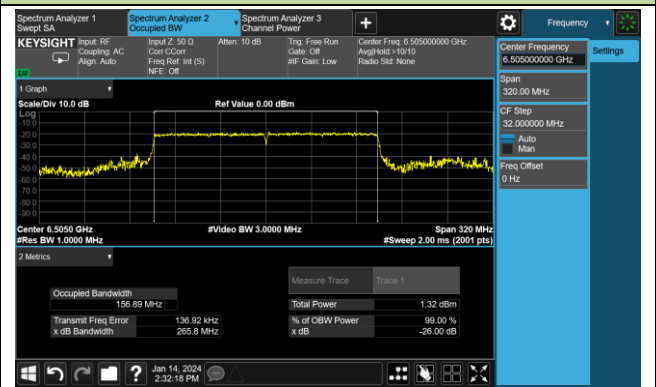 Spectrum Analyzer 1
Swept SA
Spectrum Analyzer 2
Occupied BW
Spectrum Analyzer 3
Channel Power
+
Frequency
KEYSIGHT
Input: RF
Coupling: AC
Align: Auto
Input Z: 50 Ω
Corr CCorr
Freq Ref: Int (S)
NFE: Off
Atten: 10 dB
Trig: Free Run
Gate: Off
#IF Gain: Low
Center Freq: 6.505000000 GHz
Avg|Hold:>10/10
Radio Std: None
Center Frequency
6.505000000 GHz
Settings
Span
320.00 MHz
CF Step
32.000000 MHz
Auto
Man
Freq Offset
0 Hz
1 Graph
Scale/Div 10.0 dB
Ref Value 0.00 dBm
Log
-10.0
-20.0
-30.0
-40.0
-50.0
-60.0
-70.0
-80.0
-90.0
Center 6.5050 GHz
#Video BW 3.0000 MHz
Span 320 MHz
#Res BW 1.0000 MHz
#Sweep 2.00 ms (2001 pts)
2 Metrics
Measure Trace
Trace 1
Occupied Bandwidth
156.89 MHz
Total Power
1.32 dBm
Transmit Freq Error
136.92 kHz
% of OBW Power
99.00 %
x dB Bandwidth
265.8 MHz
x dB
-26.00 dB
?
Jan 14, 2024
2:32:18 PM